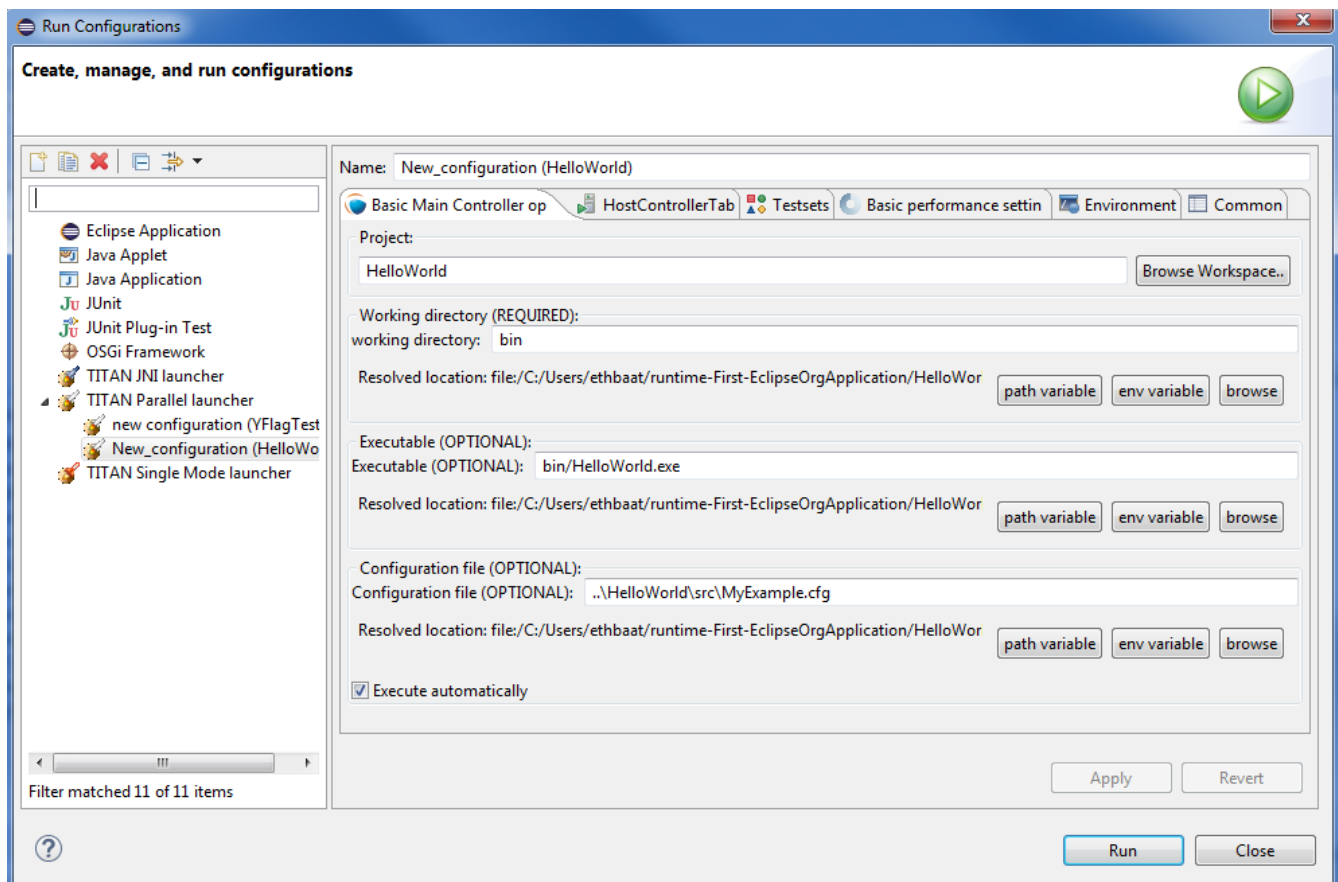 Run Configurations
Create, manage, and run configurations
Name: New_configuration (HelloWorld)
Basic Main Controller op HostControllerTab Testsets Basic performance settin Environment Common
Eclipse Application
Java Applet
Java Application
JUnit
JUnit Plug-in Test
OSGi Framework
TITAN JNI launcher
TITAN Parallel launcher
new configuration (YFlagTest
New_configuration (HelloWo
TITAN Single Mode launcher
Filter matched 11 of 11 items
Project:
HelloWorld Browse Workspace..
Working directory (REQUIRED):
working directory: bin
Resolved location: file:/C:/Users/ethbaat/runtime-First-EclipseOrgApplication/HelloWor path variable env variable browse
Executable (OPTIONAL):
Executable (OPTIONAL): bin/HelloWorld.exe
Resolved location: file:/C:/Users/ethbaat/runtime-First-EclipseOrgApplication/HelloWor path variable env variable browse
Configuration file (OPTIONAL):
Configuration file (OPTIONAL): ..\HelloWorld\src\MyExample.cfg
Resolved location: file:/C:/Users/ethbaat/runtime-First-EclipseOrgApplication/HelloWor path variable env variable browse
Execute automatically
Apply Revert
Run Close